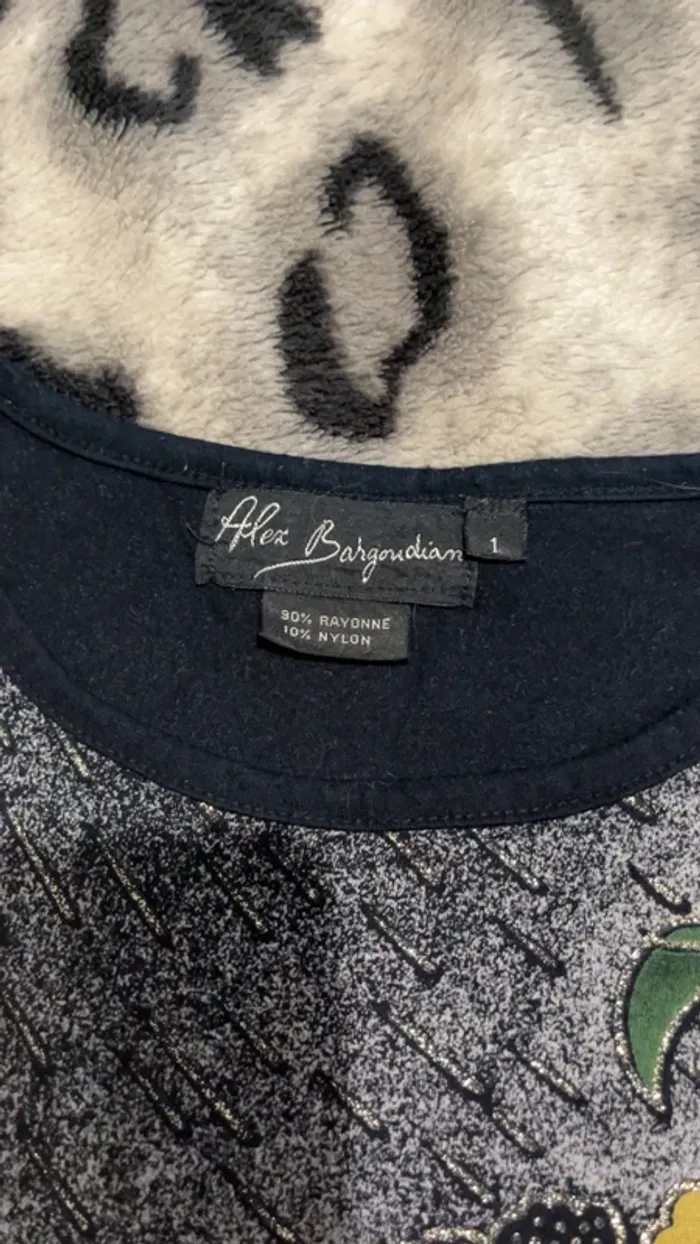 Alex Bargoudian
1
90% RAYONNE
10% NYLON